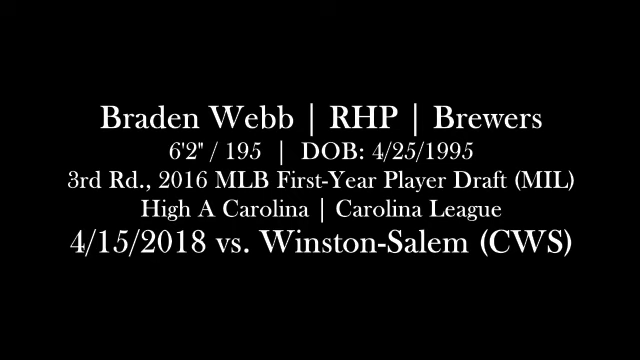 Braden Webb | RHP | Brewers
6'2" / 195 | DOB: 4/25/1995
3rd Rd., 2016 MLB First-Year Player Draft (MIL)
High A Carolina | Carolina League
4/15/2018 vs. Winston-Salem (CWS)